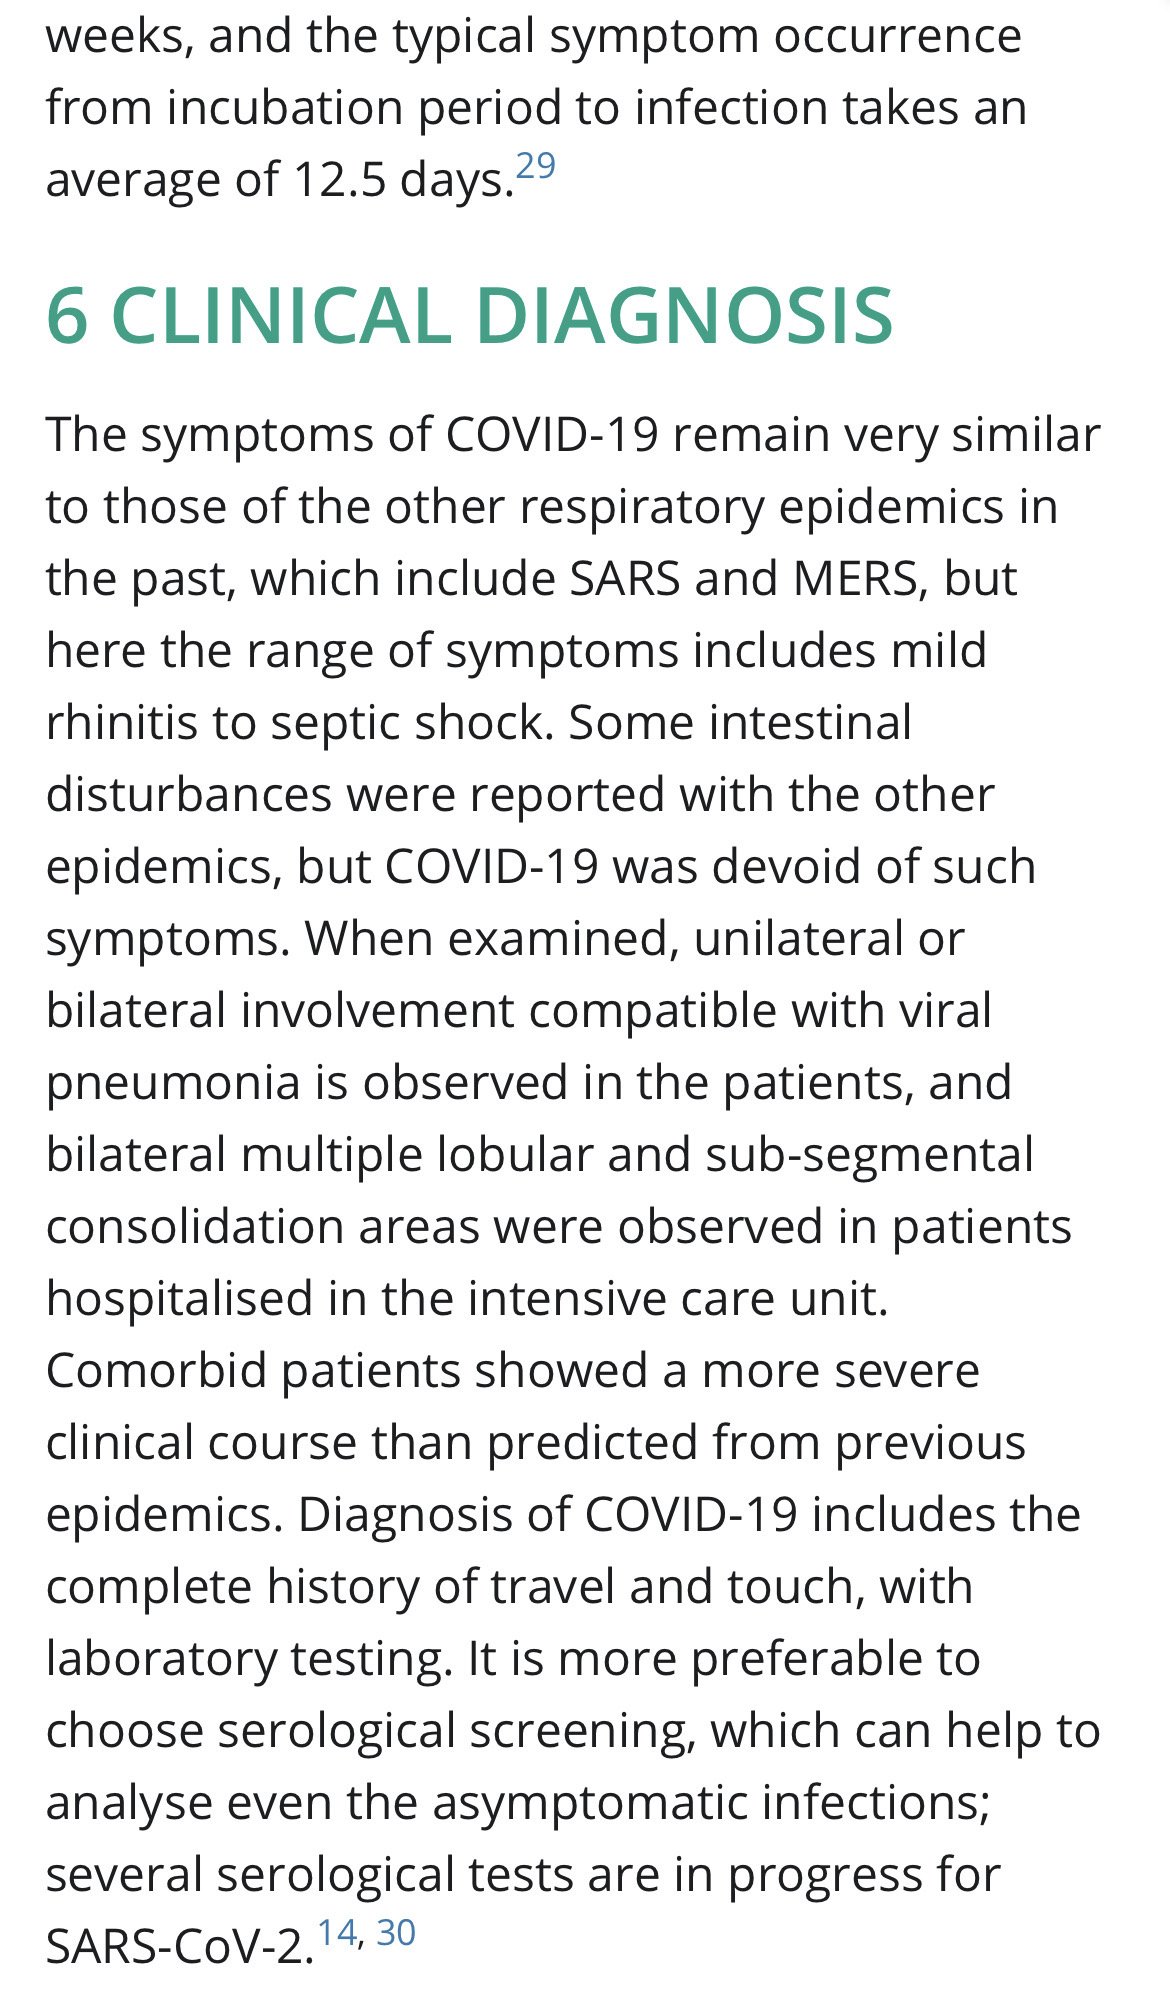 weeks, and the typical symptom occurrence
from incubation period to infection takes an
average of 12.5 days.29
6 CLINICAL DIAGNOSIS
The symptoms of COVID-19 remain very similar
to those of the other respiratory epidemics in
the past, which include SARS and MERS, but
here the range of symptoms includes mild
rhinitis to septic shock. Some intestinal
disturbances were reported with the other
epidemics, but COVID-19 was devoid of such
symptoms. When examined, unilateral or
bilateral involvement compatible with viral
pneumonia is observed in the patients, and
bilateral multiple lobular and sub-segmental
consolidation areas were observed in patients
hospitalised in the intensive care unit.
Comorbid patients showed a more severe
clinical course than predicted from previous
epidemics. Diagnosis of COVID-19 includes the
complete history of travel and touch, with
laboratory testing. It is more preferable to
choose serological screening, which can help to
analyse even the asymptomatic infections;
several serological tests are in progress for
SARS-CoV-2.14, 30